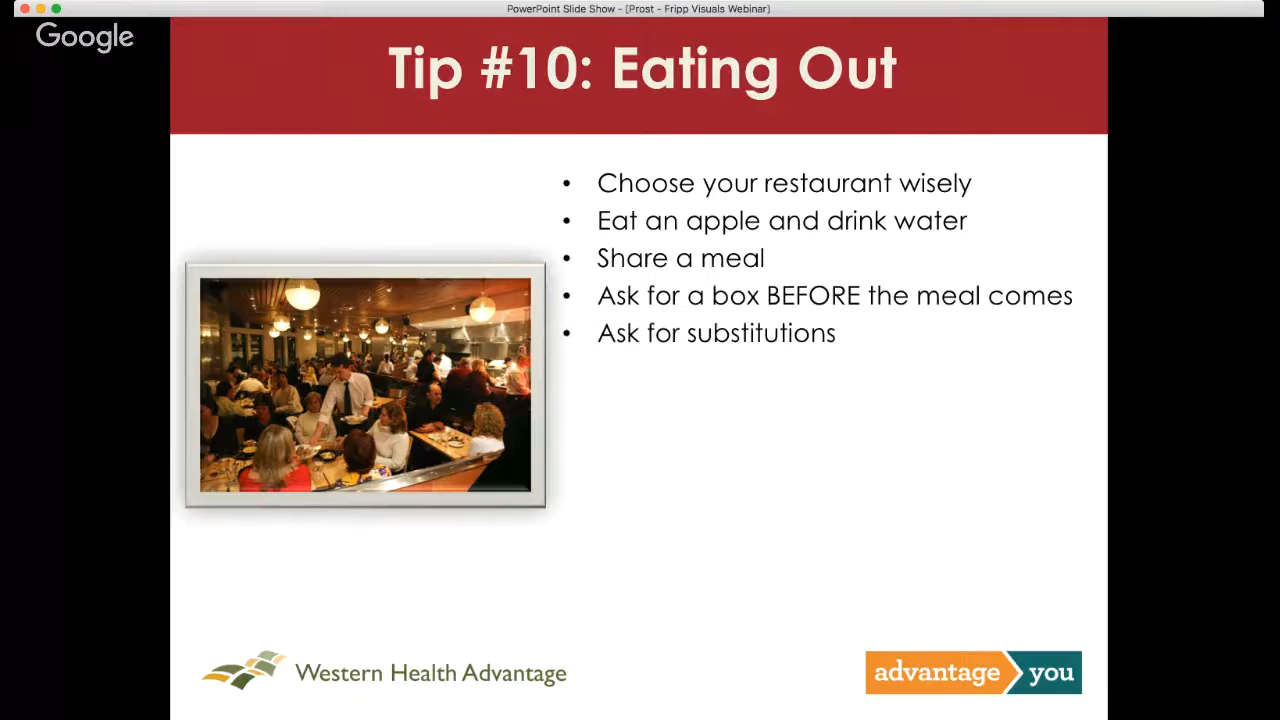 PowerPoint Slide Show - [Prost - Fripp Visuals Webinar]
Google
Tip #10: Eating Out
• Choose your restaurant wisely
• Eat an apple and drink water
• Share a meal
• Ask for a box BEFORE the meal comes
• Ask for substitutions
Western Health Advantage
advantage you